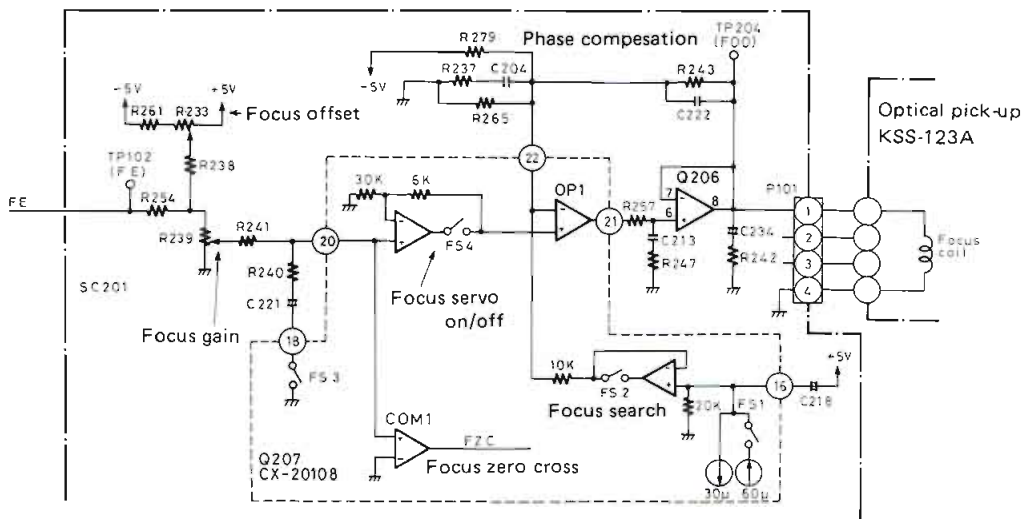 R279
Phase compesation
TP204
(FOO)
R237
C204
R243
-5V
R265
C222
Optical pick-up
KSS-123A
-5V
+5V
R261
R233
Focus offset
TP102
(FE)
R238
22
Q206
30K
6K
OP1
P101
FE
R254
7
8
R257
6
1
R239
R241
20
FS4
21
C213
C234
2
Focus
coil
R240
R247
R242
3
SC201
C221
Focus servo
on/off
4
Focus gain
18
FS3
10K
FS2
16
+5V
Focus search
20K
FS1
C218
COM1
FZC
Focus zero cross
Q207
CX-20108
30μ
60μ